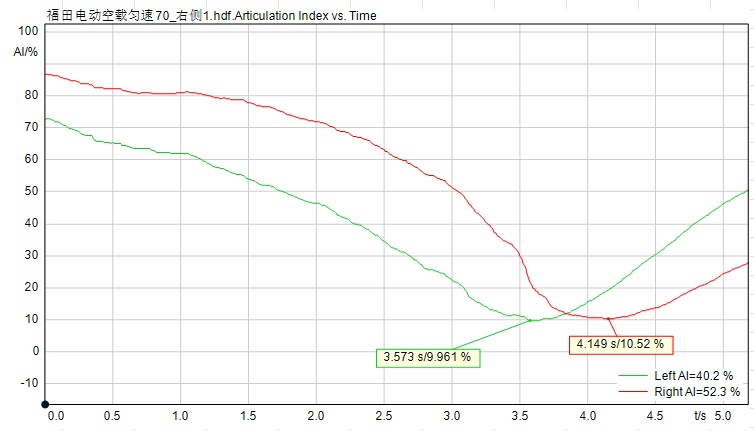 福田电动空载匀速70_右侧1.hdf.Articulation Index vs. Time
100
AI/%
80
70
60
50
40
30
20
10
0
-10
3.573 s/9.961 %
4.149 s/10.52 %
Left AI=40.2 %
Right AI=52.3 %
0.0 0.5 1.0 1.5 2.0 2.5 3.0 3.5 4.0 4.5 t/s 5.0